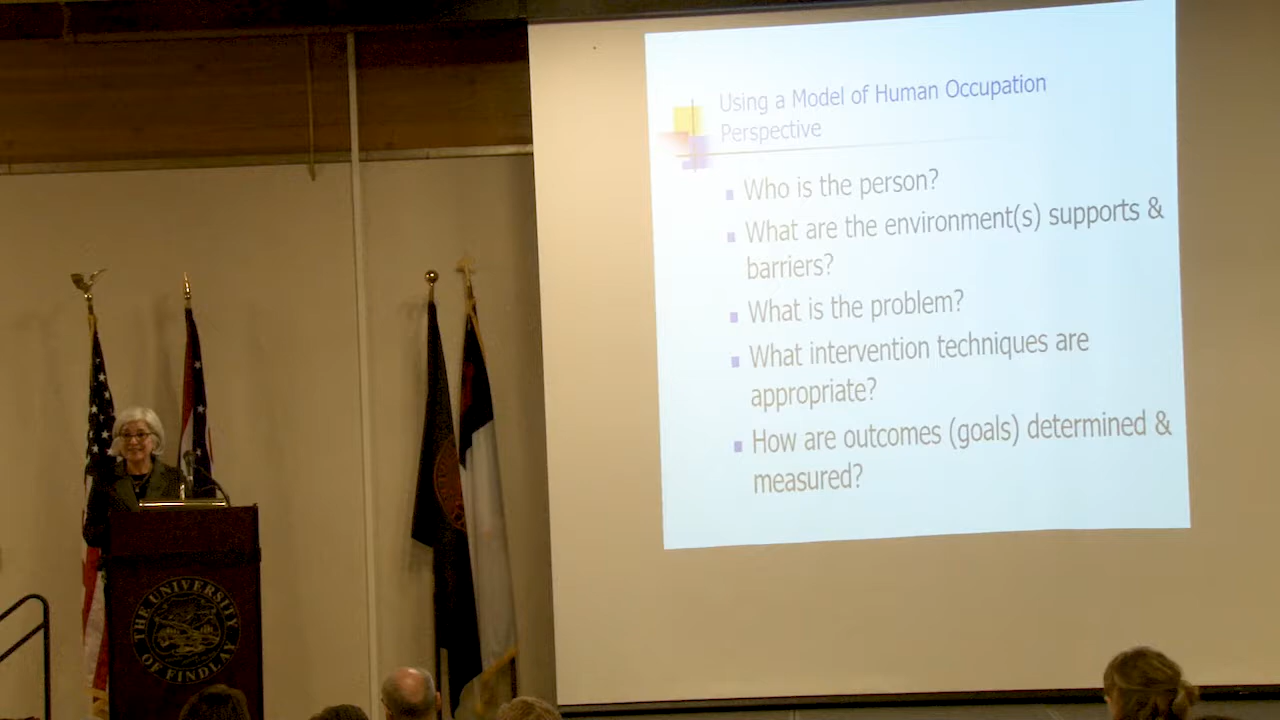 Using a Model of Human Occupation
Perspective
Who is the person?
What are the environment(s) supports &
barriers?
What is the problem?
What intervention techniques are
appropriate?
How are outcomes (goals) determined &
measured?
THE UNIVERSITY
OF FINDLAY